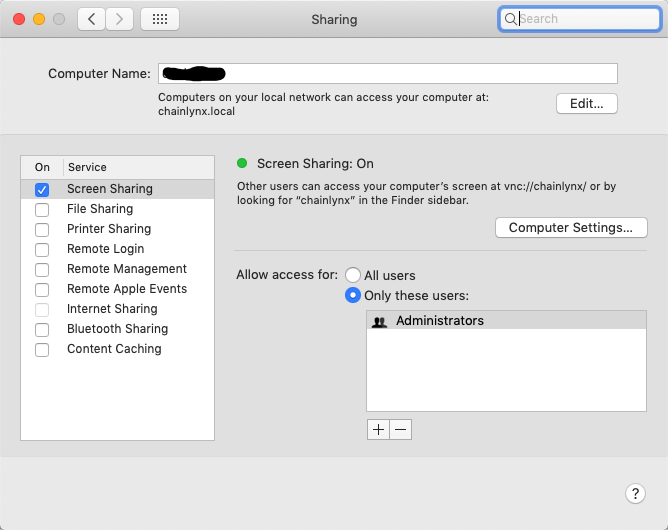 Sharing
Search
Computer Name:
Computers on your local network can access your computer at:
chainlynx.local
Edit...
On Service
Screen Sharing
File Sharing
Printer Sharing
Remote Login
Remote Management
Remote Apple Events
Internet Sharing
Bluetooth Sharing
Content Caching
Screen Sharing: On
Other users can access your computer's screen at vnc://chainlynx/ or by
looking for “chainlynx” in the Finder sidebar.
Computer Settings...
Allow access for:
All users
Only these users:
Administrators
+ −
?